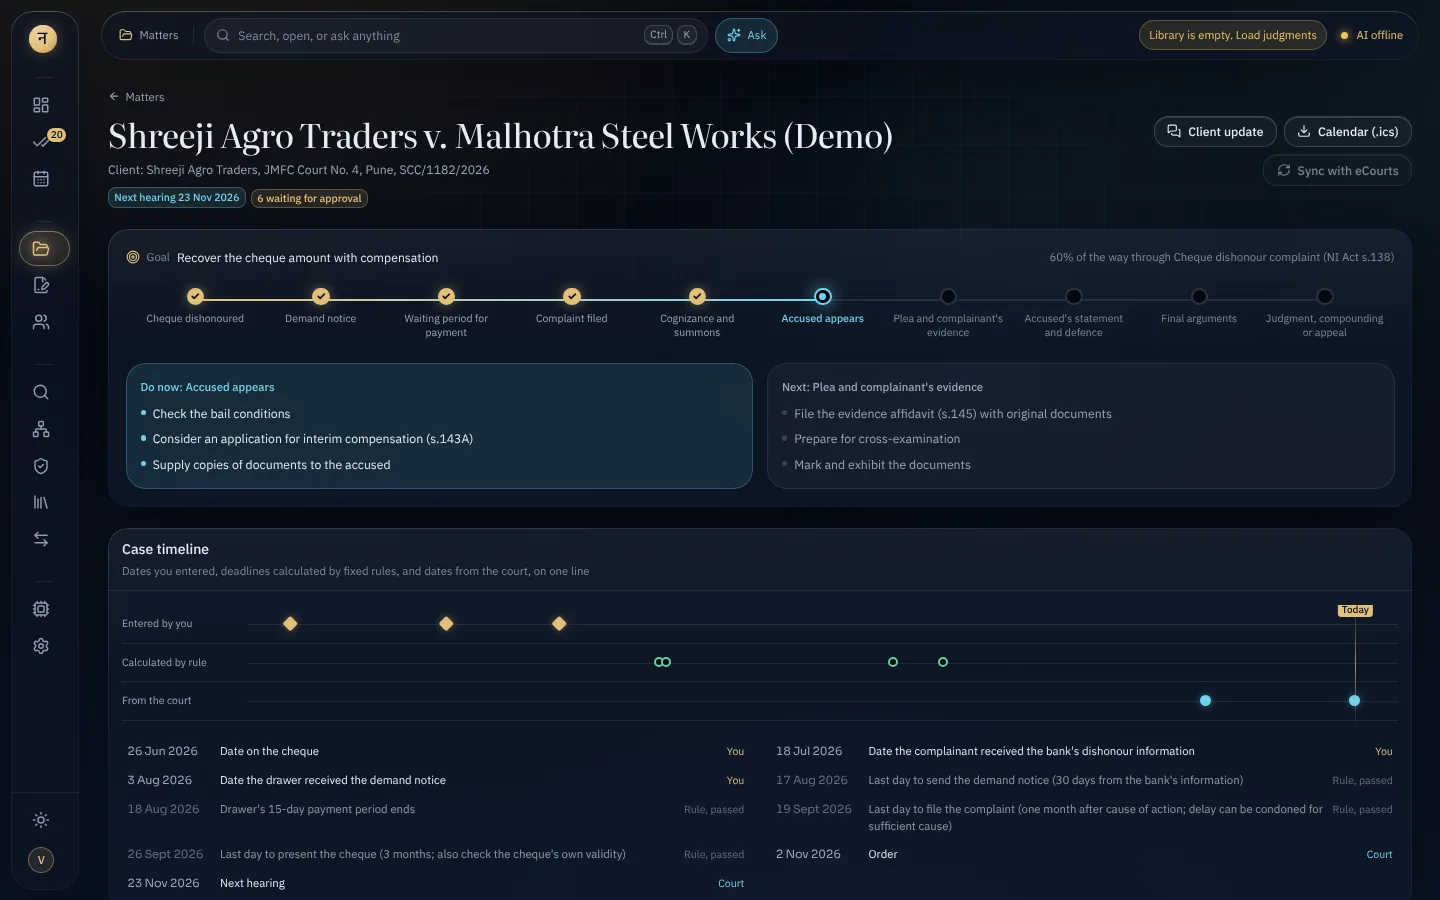 न
Matters
Search, open, or ask anything
Ctrl
K
Ask
Library is empty. Load judgments
AI offline
20
Matters
Shreeji Agro Traders v. Malhotra Steel Works (Demo)
Client update
Calendar (.ics)
Client: Shreeji Agro Traders, JMFC Court No. 4, Pune, SCC/1182/2026
Sync with eCourts
Next hearing 23 Nov 2026
6 waiting for approval
Goal Recover the cheque amount with compensation
60% of the way through Cheque dishonour complaint (NI Act s.138)
Cheque dishonoured
Demand notice
Waiting period for
payment
Complaint filed
Cognizance and
summons
Accused appears
Plea and complainant's
evidence
Accused's statement
and defence
Final arguments
Judgment, compounding
or appeal
Do now: Accused appears
Check the bail conditions
Consider an application for interim compensation (s.143A)
Supply copies of documents to the accused
Next: Plea and complainant's evidence
File the evidence affidavit (s.145) with original documents
Prepare for cross-examination
Mark and exhibit the documents
Case timeline
Dates you entered, deadlines calculated by fixed rules, and dates from the court, on one line
Today
Entered by you
Calculated by rule
From the court
26 Jun 2026 Date on the cheque You
18 Jul 2026 Date the complainant received the bank's dishonour information You
3 Aug 2026 Date the drawer received the demand notice You
17 Aug 2026 Last day to send the demand notice (30 days from the bank's information) Rule, passed
18 Aug 2026 Drawer's 15-day payment period ends Rule, passed
19 Sept 2026 Last day to file the complaint (one month after cause of action; delay can be condoned for Rule, passed
sufficient cause)
26 Sept 2026 Last day to present the cheque (3 months; also check the cheque's own validity) Rule, passed
2 Nov 2026 Order Court
23 Nov 2026 Next hearing Court
V